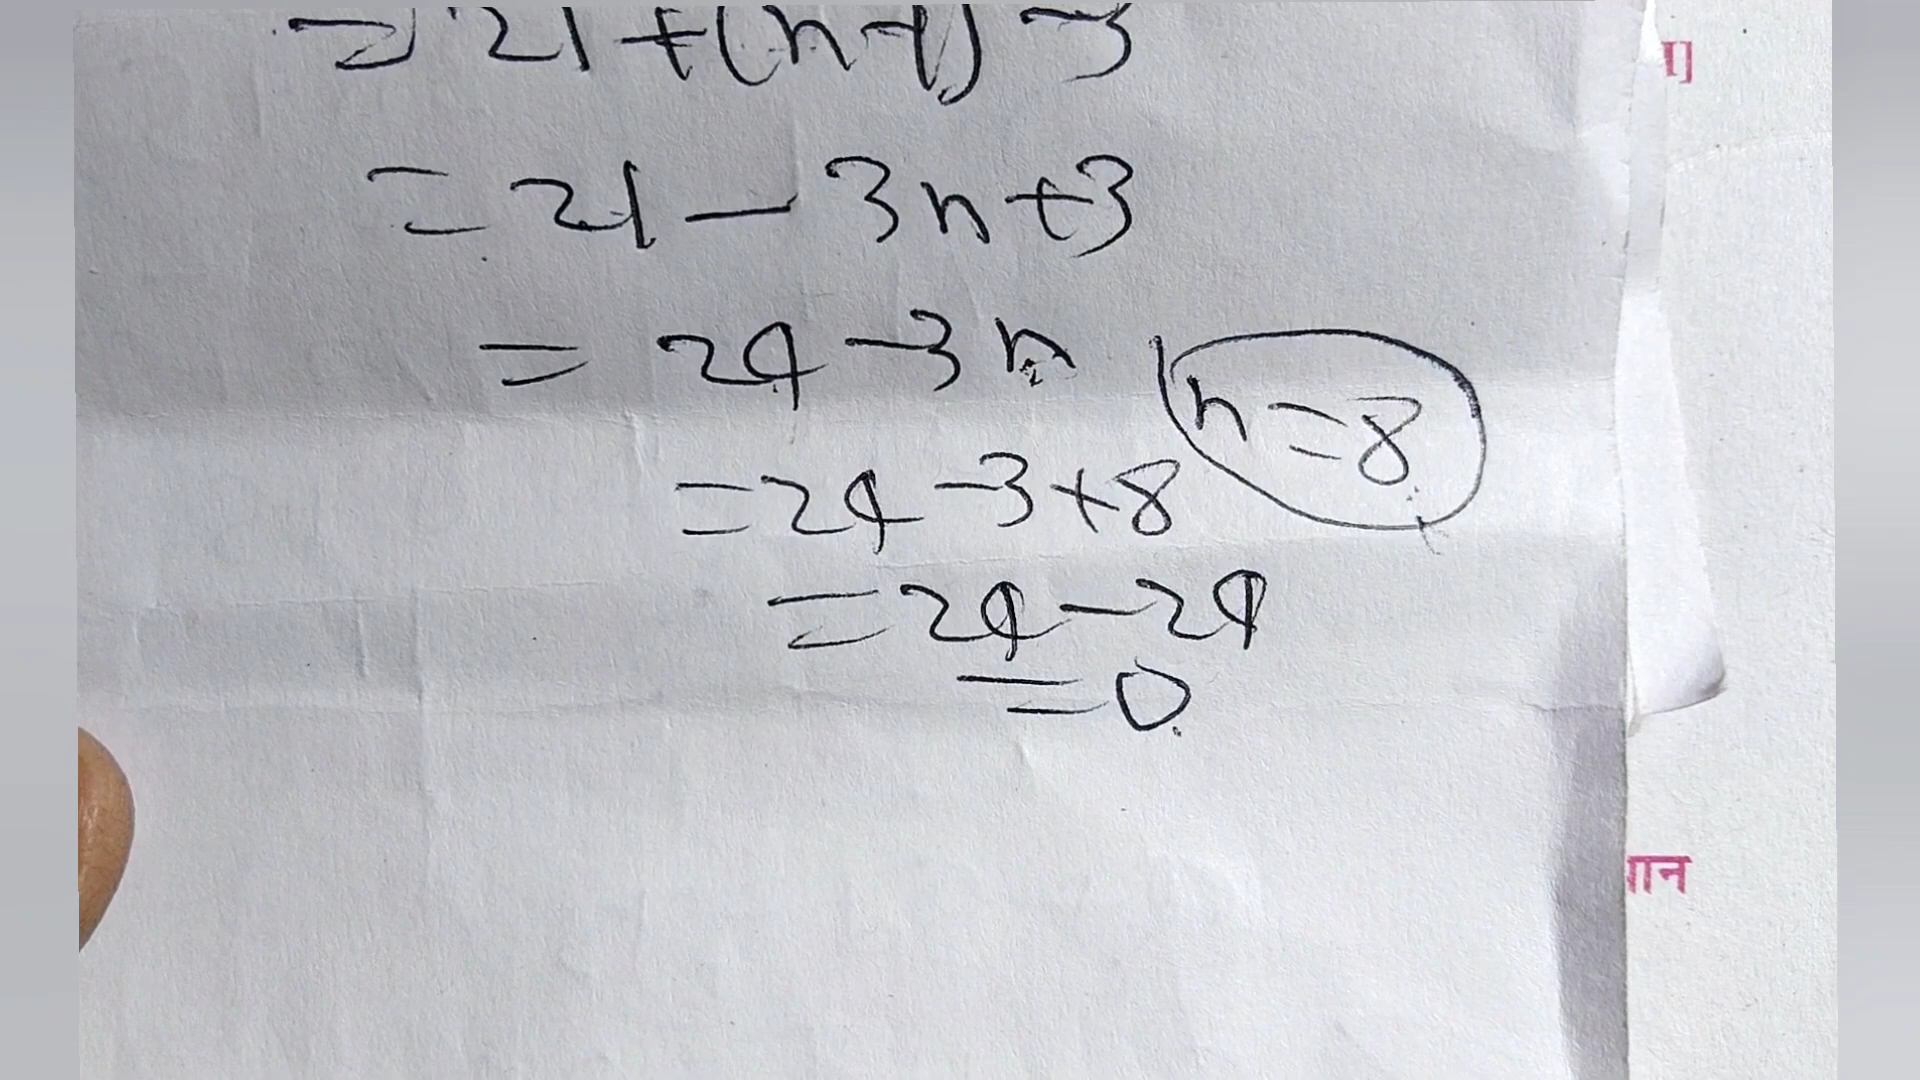 = 21 + (n-1) -3
= 21 - 3n + 3
= 24 - 3n
n = 8
= 24 - 3 + 8
= 24 - 24
= 0